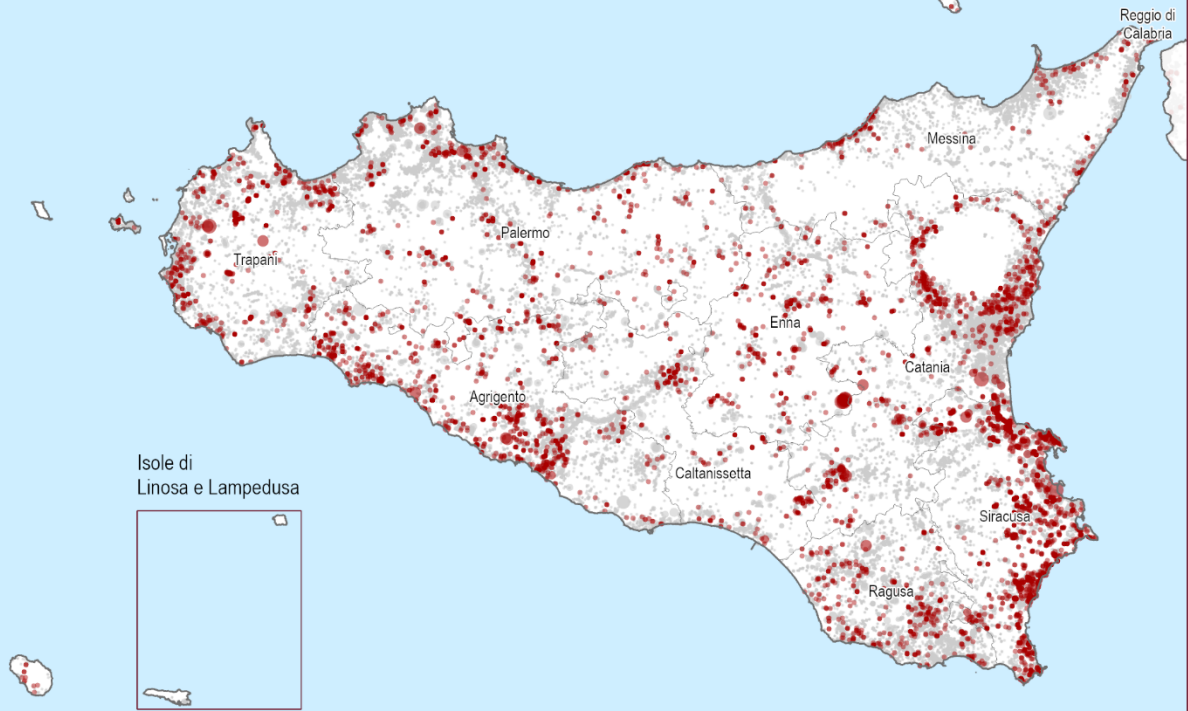 Reggio di
Calabria
Messina
Palermo
Trapani
Enna
Catania
Agrigento
Isole di
Linosa e Lampedusa
Caltanissetta
Siracusa
Ragusa